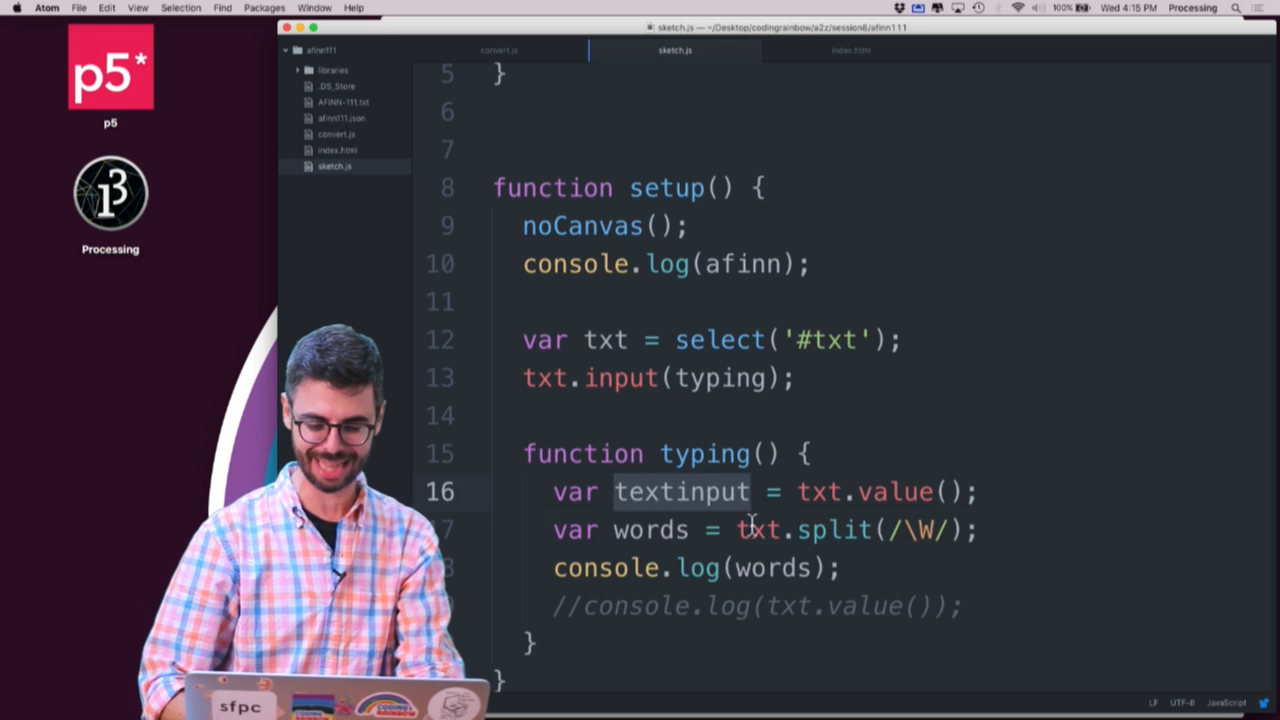 Atom File Edit View Selection Find Packages Window Help
100%
Wed 4:15 PM Processing
sketch.js — ~/Desktop/codingrainbow/a2z/session8/afinn111
afinn111
convert.js
sketch.js
index.html
libraries
.DS_Store
AFINN-111.txt
afinn111.json
convert.js
index.html
sketch.js
p5*
p5
Processing
5 }
6
7
8 function setup() {
9 noCanvas();
10 console.log(afinn);
11
12 var txt = select('#txt');
13 txt.input(typing);
14
15 function typing() {
16 var textinput = txt.value();
17 var words = txt.split(/\W/);
8 console.log(words);
//console.log(txt.value());
}
}
sfpc
LF UTF-8 JavaScript